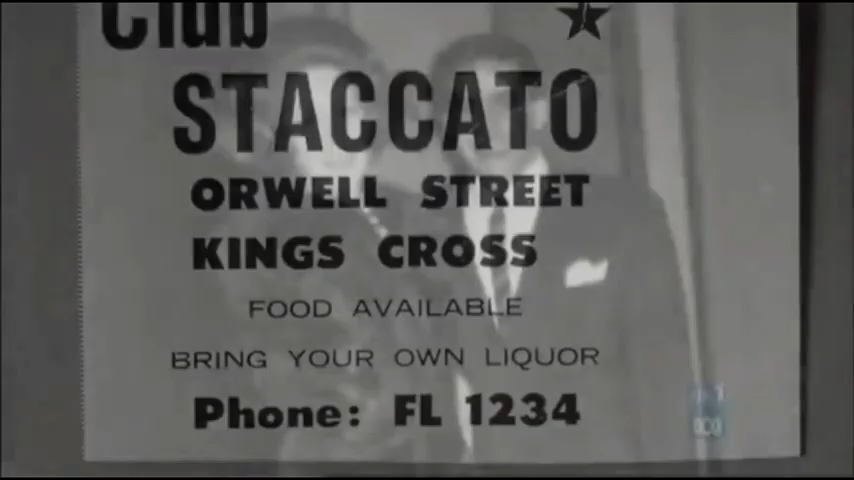 Club
STACCATO
ORWELL STREET
KINGS CROSS
FOOD AVAILABLE
BRING YOUR OWN LIQUOR
Phone: FL 1234